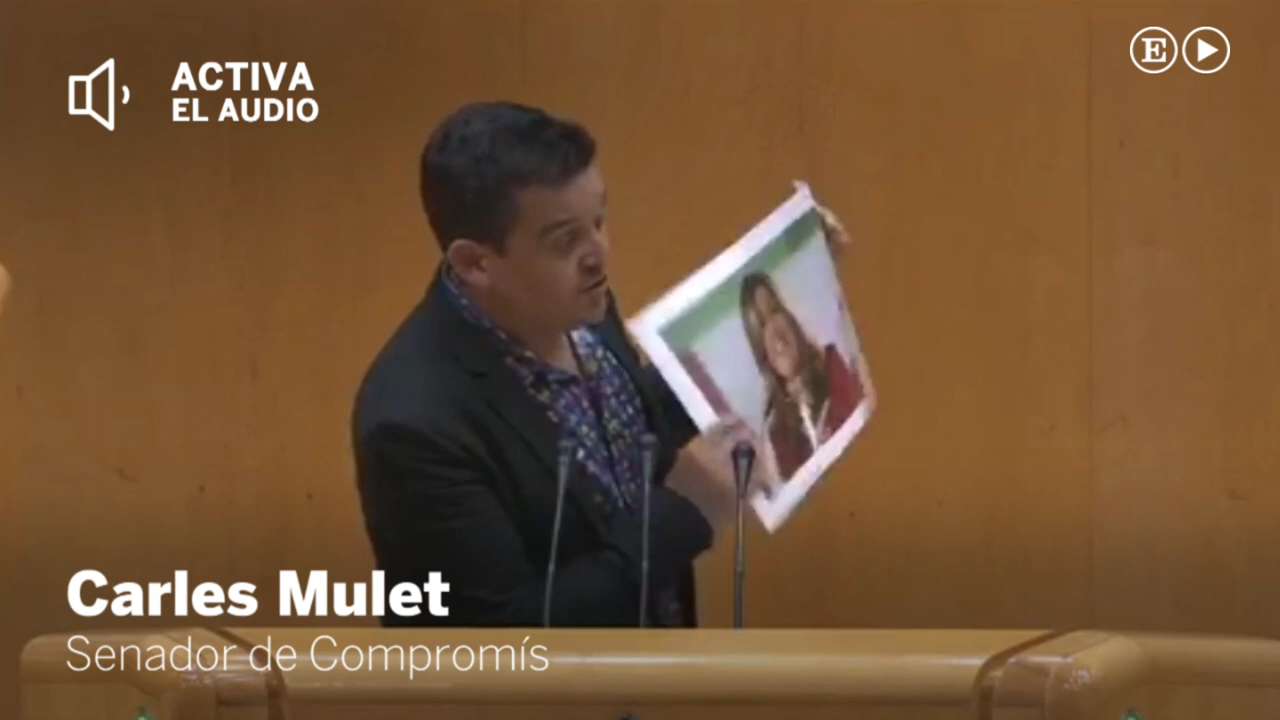 ACTIVA
EL AUDIO
E
Carles Mulet
Senador de Compromís